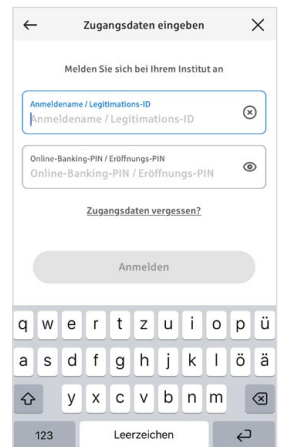 Zugangsdaten eingeben
Melden Sie sich bei Ihrem Institut an
Anmeldename / Legitimations-ID
Anmeldename / Legitimations-ID
Online-Banking-PIN / Eröffnungs-PIN
Online-Banking-PIN / Eröffnungs-PIN
Zugangsdaten vergessen?
Anmelden
q w e r t z u i o p ü
a s d f g h j k l ö ä
y x c v b n m
123 Leerzeichen